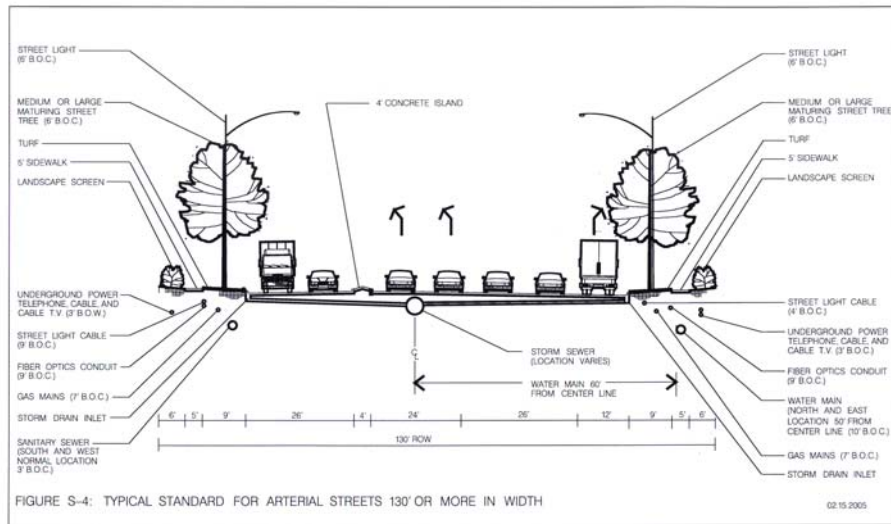 STREET LIGHT
(6' B.O.C.)
MEDIUM OR LARGE
MATURING STREET
TREE (6' B.O.C.)
TURF
5' SIDEWALK
LANDSCAPE SCREEN
UNDERGROUND POWER
TELEPHONE, CABLE, AND
CABLE T.V. (3' B.O.W.)
STREET LIGHT CABLE
(9' B.O.C.)
FIBER OPTICS CONDUIT
(9' B.O.C.)
GAS MAINS (7' B.O.C.)
STORM DRAIN INLET
SANITARY SEWER
(SOUTH AND WEST
NORMAL LOCATION
3' B.O.C.)
4' CONCRETE ISLAND
STORM SEWER
(LOCATION VARIES)
CL
WATER MAIN 60'
FROM CENTER LINE
6' 5' 9' 26' 4' 24' 26' 12' 9' 5' 6'
130' ROW
STREET LIGHT
(6' B.O.C.)
MEDIUM OR LARGE
MATURING STREET TREE
(6' B.O.C.)
TURF
5' SIDEWALK
LANDSCAPE SCREEN
STREET LIGHT CABLE
(4' B.O.C.)
UNDERGROUND POWER
TELEPHONE, CABLE, AND
CABLE T.V. (3' B.O.C.)
FIBER OPTICS CONDUIT
(9' B.O.C.)
WATER MAIN
(NORTH AND EAST
LOCATION 50' FROM
CENTER LINE (10' B.O.C.)
GAS MAINS (7' B.O.C.)
STORM DRAIN INLET
FIGURE S-4: TYPICAL STANDARD FOR ARTERIAL STREETS 130' OR MORE IN WIDTH
02.15.2005